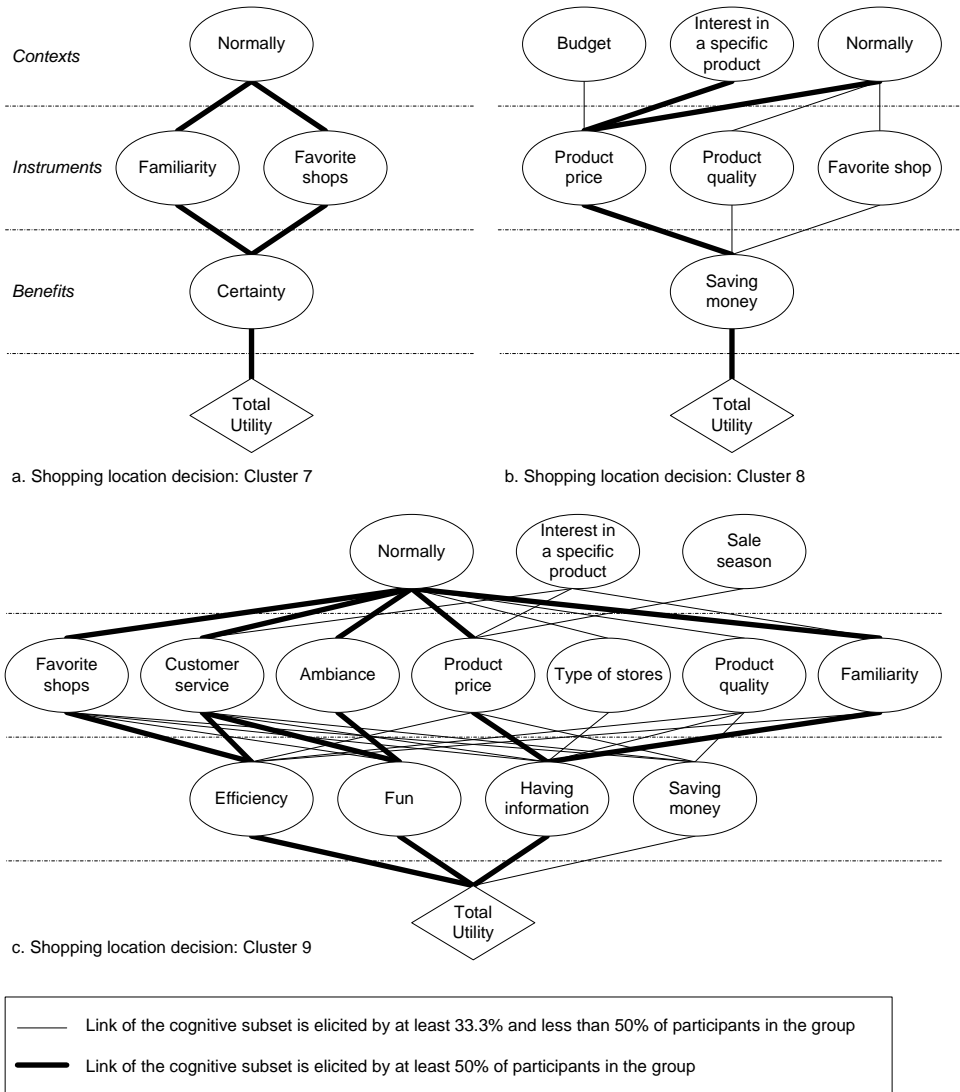 Contexts
Normally
Instruments
Familiarity
Favorite
shops
Benefits
Certainty
Total
Utility
a. Shopping location decision: Cluster 7
Budget
Interest in
a specific
product
Normally
Product
price
Product
quality
Favorite shop
Saving
money
Total
Utility
b. Shopping location decision: Cluster 8
Normally
Interest in
a specific
product
Sale
season
Favorite
shops
Customer
service
Ambiance
Product
price
Type of stores
Product
quality
Familiarity
Efficiency
Fun
Having
information
Saving
money
Total
Utility
c. Shopping location decision: Cluster 9
Link of the cognitive subset is elicited by at least 33.3% and less than 50% of participants in the group
Link of the cognitive subset is elicited by at least 50% of participants in the group